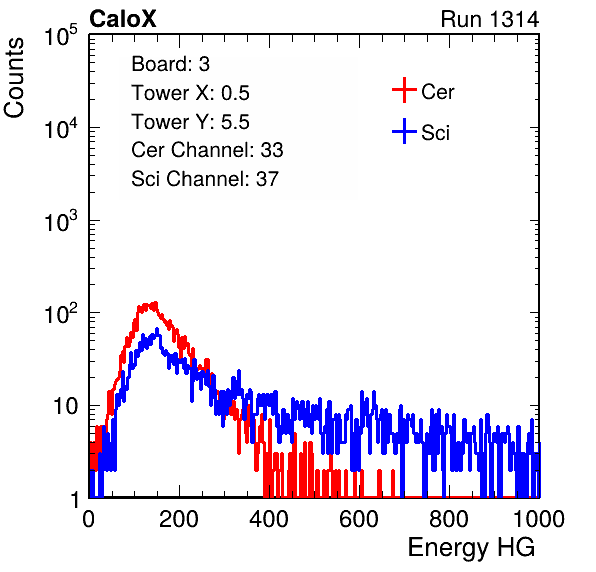 CaloX Run 1314
Counts
10^5
10^4
10^3
10^2
10
1
Board: 3
Tower X: 0.5
Tower Y: 5.5
Cer Channel: 33
Sci Channel: 37
Cer
Sci
0 200 400 600 800 1000
Energy HG